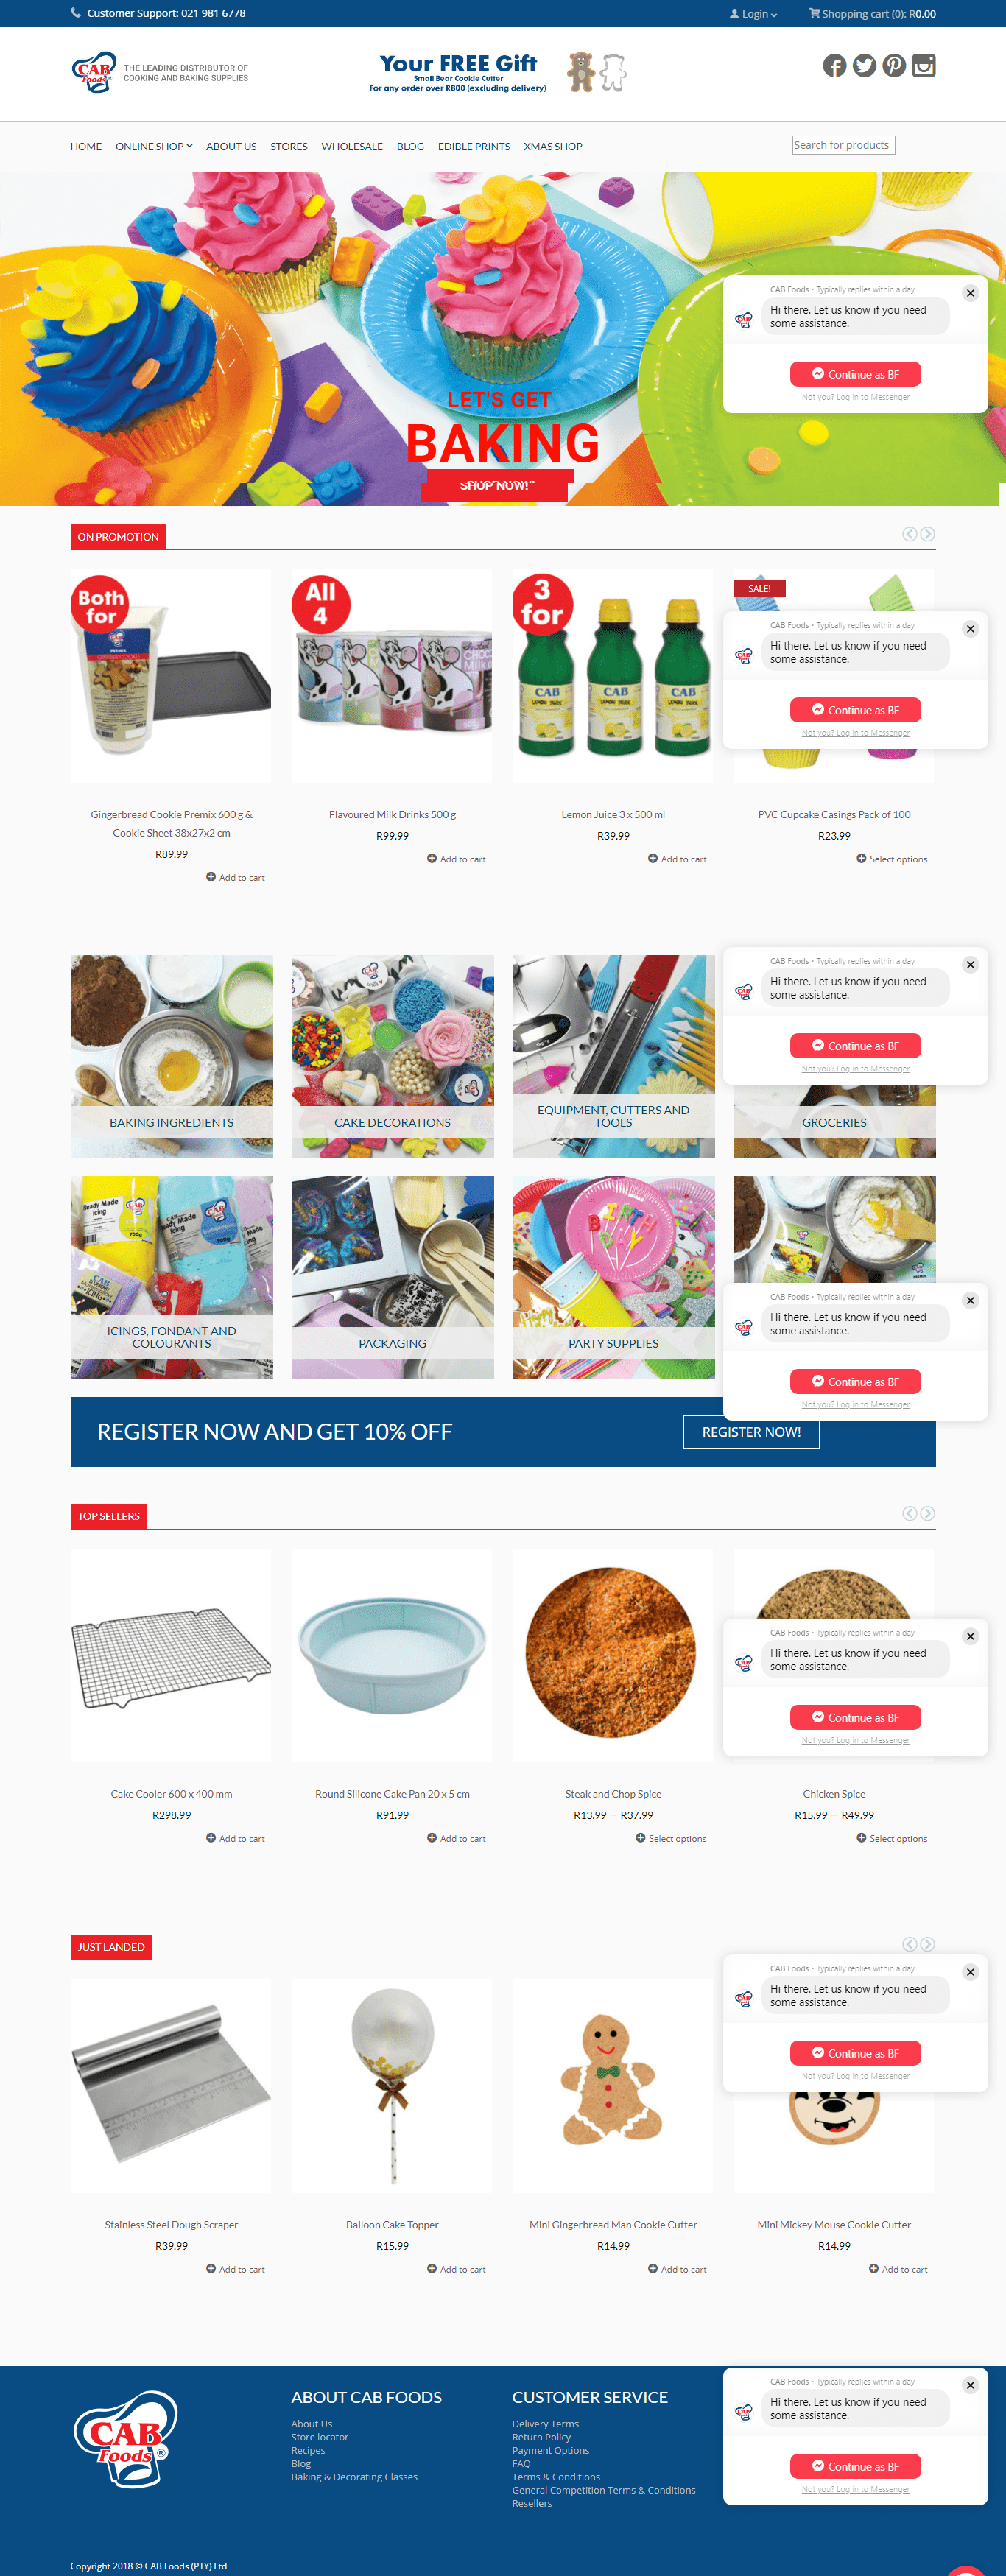 Customer Support: 021 981 6778
Login
Shopping cart (0): R0.00
CAB Foods ®
THE LEADING DISTRIBUTOR OF
COOKING AND BAKING SUPPLIES
Your FREE Gift
Small Bear Cookie Cutter
For any order over R800 (excluding delivery)
HOME ONLINE SHOP ABOUT US STORES WHOLESALE BLOG EDIBLE PRINTS XMAS SHOP
Search for products
CAB Foods • Typically replies within a day
Hi there. Let us know if you need
some assistance.
Continue as BF
Not you? Log in to Messenger
LET'S GET
BAKING
SHOP NOW!
ON PROMOTION
Both
for
All
4
3
for
SALE!
CAB
LEMON JUICE
CAB
LEMON JUICE
CAB
LEMON JUICE
CAB Foods • Typically replies within a day
Hi there. Let us know if you need
some assistance.
Continue as BF
Not you? Log in to Messenger
Gingerbread Cookie Premix 600 g &
Cookie Sheet 38x27x2 cm
R89.99
Add to cart
Flavoured Milk Drinks 500 g
R99.99
Add to cart
Lemon Juice 3 x 500 ml
R39.99
Add to cart
PVC Cupcake Casings Pack of 100
R23.99
Select options
CAB Foods • Typically replies within a day
Hi there. Let us know if you need
some assistance.
Continue as BF
Not you? Log in to Messenger
BAKING INGREDIENTS
CAKE DECORATIONS
EQUIPMENT, CUTTERS AND
TOOLS
GROCERIES
Ready Made
Icing
700g
BIRTH
DAY
ICINGS, FONDANT AND
COLOURANTS
PACKAGING
PARTY SUPPLIES
CAB Foods • Typically replies within a day
Hi there. Let us know if you need
some assistance.
Continue as BF
Not you? Log in to Messenger
REGISTER NOW AND GET 10% OFF
REGISTER NOW!
TOP SELLERS
CAB Foods • Typically replies within a day
Hi there. Let us know if you need
some assistance.
Continue as BF
Not you? Log in to Messenger
Cake Cooler 600 x 400 mm
R298.99
Add to cart
Round Silicone Cake Pan 20 x 5 cm
R91.99
Add to cart
Steak and Chop Spice
R13.99 – R37.99
Select options
Chicken Spice
R15.99 – R49.99
Select options
JUST LANDED
CAB Foods • Typically replies within a day
Hi there. Let us know if you need
some assistance.
Continue as BF
Not you? Log in to Messenger
Stainless Steel Dough Scraper
R39.99
Add to cart
Balloon Cake Topper
R15.99
Add to cart
Mini Gingerbread Man Cookie Cutter
R14.99
Add to cart
Mini Mickey Mouse Cookie Cutter
R14.99
Add to cart
CAB Foods ®
ABOUT CAB FOODS
About Us
Store locator
Recipes
Blog
Baking & Decorating Classes
CUSTOMER SERVICE
Delivery Terms
Return Policy
Payment Options
FAQ
Terms & Conditions
General Competition Terms & Conditions
Resellers
CAB Foods • Typically replies within a day
Hi there. Let us know if you need
some assistance.
Continue as BF
Not you? Log in to Messenger
Copyright 2018 © CAB Foods (PTY) Ltd